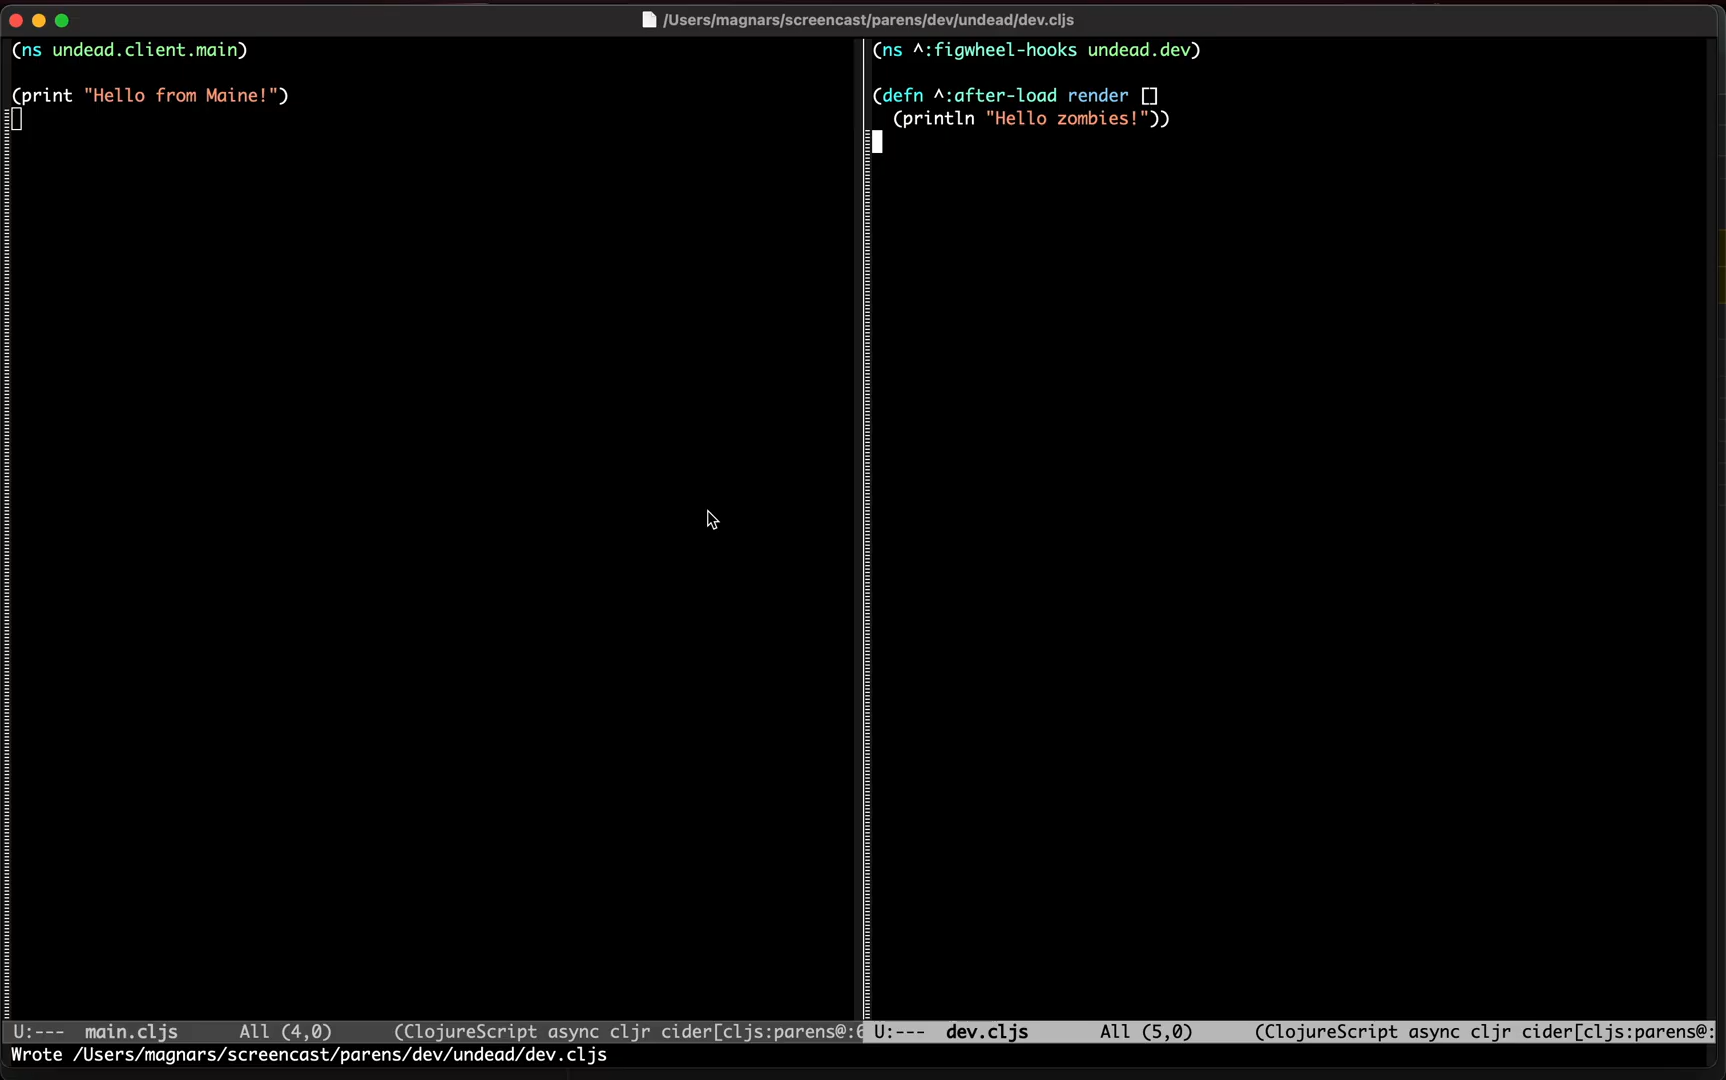 /Users/magnars/screencast/parens/dev/undead/dev.cljs
(ns undead.client.main)
(print "Hello from Maine!")
(ns ^:figwheel-hooks undead.dev)
(defn ^:after-load render []
(println "Hello zombies!"))
U:--- main.cljs All (4,0) (ClojureScript async cljr cider[cljs:parens@:6
U:--- dev.cljs All (5,0) (ClojureScript async cljr cider[cljs:parens@:
Wrote /Users/magnars/screencast/parens/dev/undead/dev.cljs